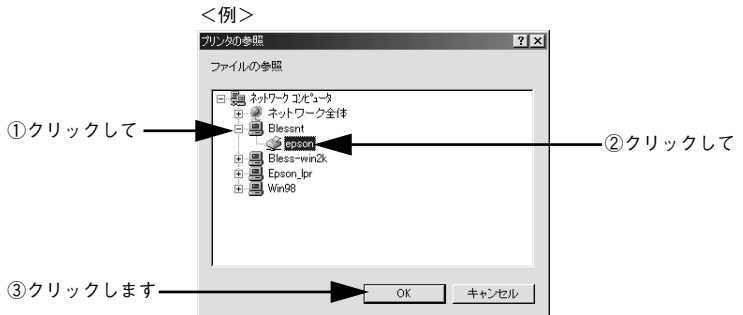 ＜例＞
プリンタの参照
ファイルの参照
ネットワーク コンピュータ
ネットワーク全体
①クリックして
Blessnt
epson
②クリックして
Bless-win2k
Epson_lpr
Win98
③クリックします
OK
キャンセル